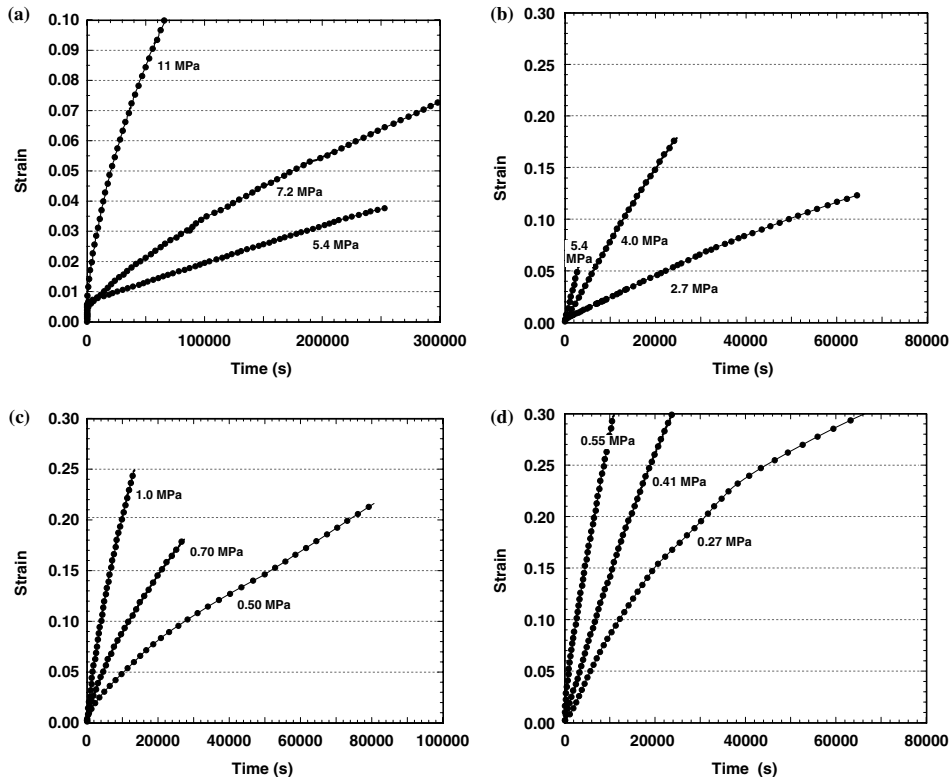 (a)
0.10
0.09
0.08
0.07
0.06
0.05
0.04
0.03
0.02
0.01
0.00
Strain
11 MPa
7.2 MPa
5.4 MPa
0
100000
200000
300000
Time (s)
(b)
0.30
0.25
0.20
0.15
0.10
0.05
0.00
Strain
5.4
MPa
4.0 MPa
2.7 MPa
0
20000
40000
60000
80000
Time (s)
(c)
0.30
0.25
0.20
0.15
0.10
0.05
0.00
Strain
1.0 MPa
0.70 MPa
0.50 MPa
0
20000
40000
60000
80000
100000
Time (s)
(d)
0.30
0.25
0.20
0.15
0.10
0.05
0.00
Strain
0.55 MPa
0.41 MPa
0.27 MPa
0
20000
40000
60000
80000
Time (s)